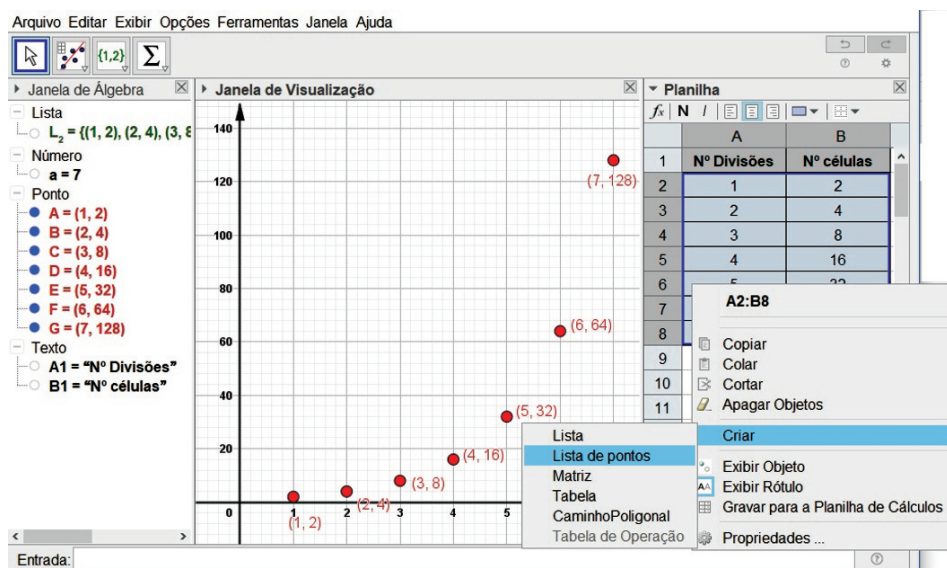 Arquivo Editar Exibir Opções Ferramentas Janela Ajuda
{1,2} Σ
Janela de Álgebra
Lista
L2 = {(1, 2), (2, 4), (3, 8
Número
a = 7
Ponto
A = (1, 2)
B = (2, 4)
C = (3, 8)
D = (4, 16)
E = (5, 32)
F = (6, 64)
G = (7, 128)
Texto
A1 = “Nº Divisões”
B1 = “Nº células”
Janela de Visualização
140
120
100
80
60
40
20
0 1 2 3 4 5
(1, 2)
(2, 4)
(3, 8)
(4, 16)
(5, 32)
(6, 64)
(7, 128)
Planilha
fx N I
A B
1 Nº Divisões Nº células
2 1 2
3 2 4
4 3 8
5 4 16
6
7
8
9
10
11
A2:B8
Copiar
Colar
Cortar
Apagar Objetos
Criar
Exibir Objeto
AA Exibir Rótulo
Gravar para a Planilha de Cálculos
Propriedades ...
Lista
Lista de pontos
Matriz
Tabela
CaminhoPoligonal
Tabela de Operação
Entrada: